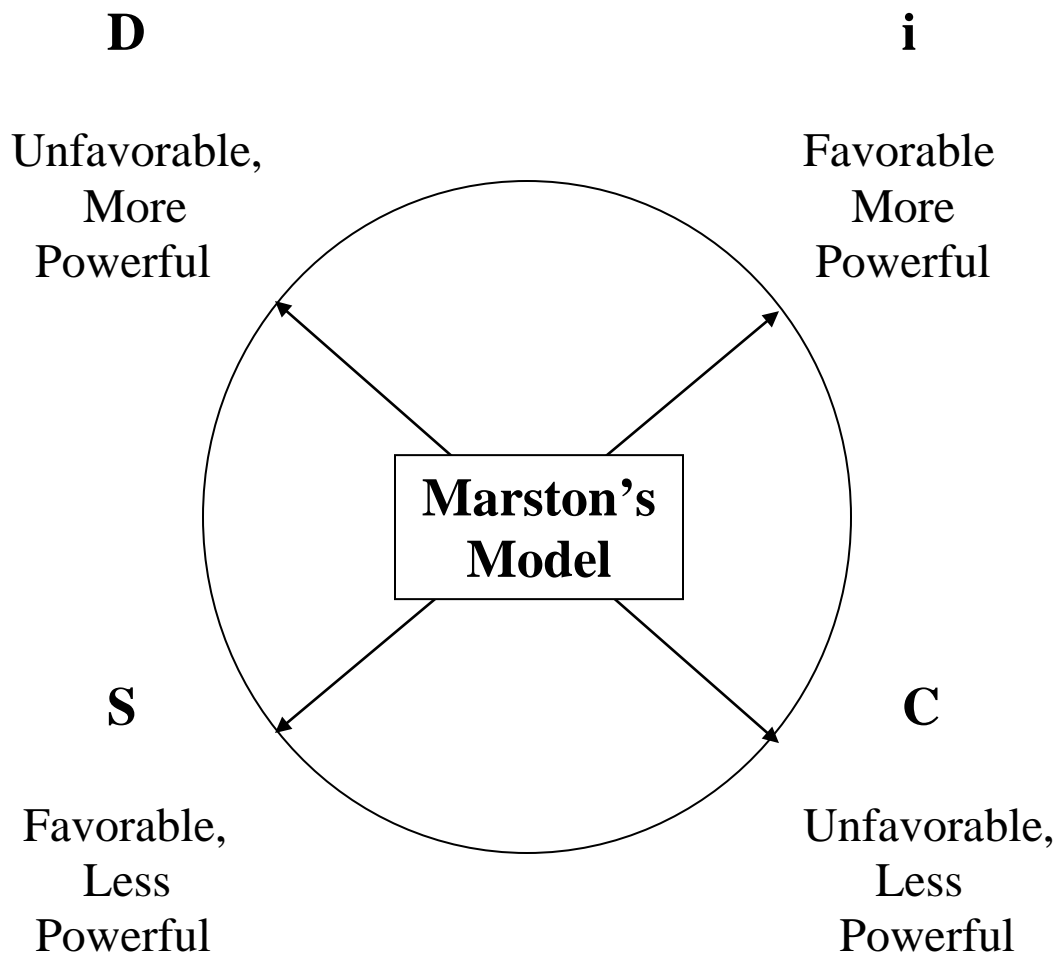 D
Unfavorable,
More
Powerful
i
Favorable
More
Powerful
Marston’s
Model
S
Favorable,
Less
Powerful
C
Unfavorable,
Less
Powerful